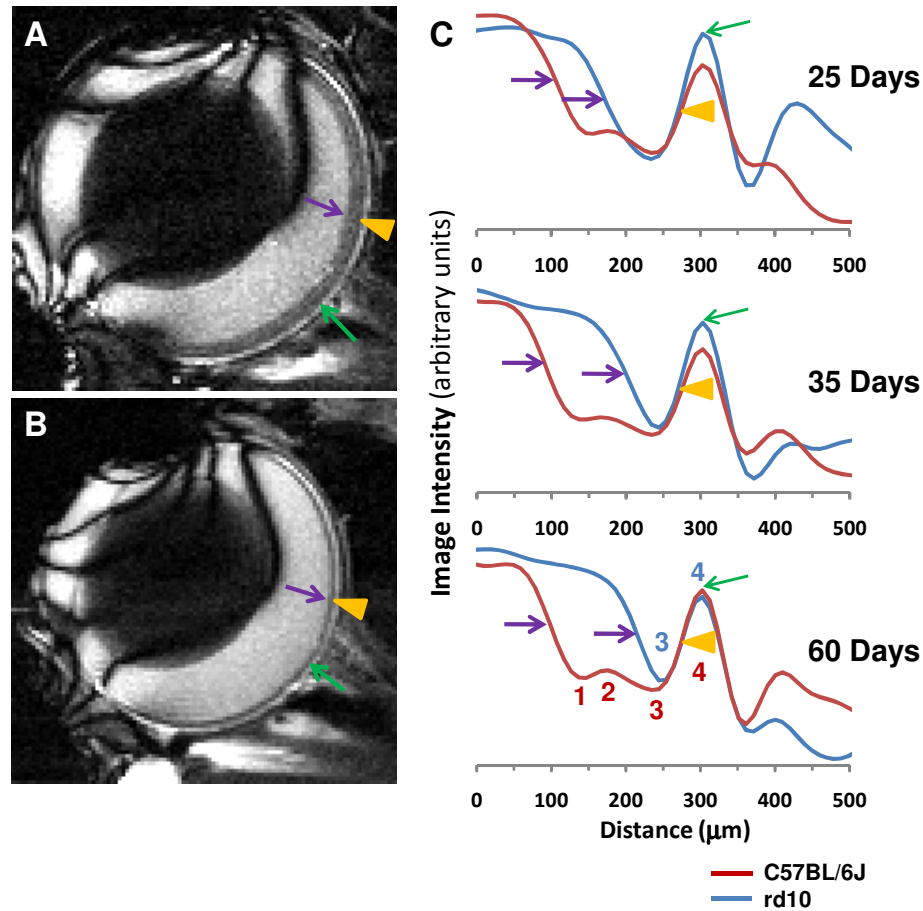 A
B
C
Image Intensity (arbitrary units)
25 Days
0 100 200 300 400 500
35 Days
0 100 200 300 400 500
4
3
1 2 3 4
60 Days
0 100 200 300 400 500
Distance (μm)
C57BL/6J
rd10